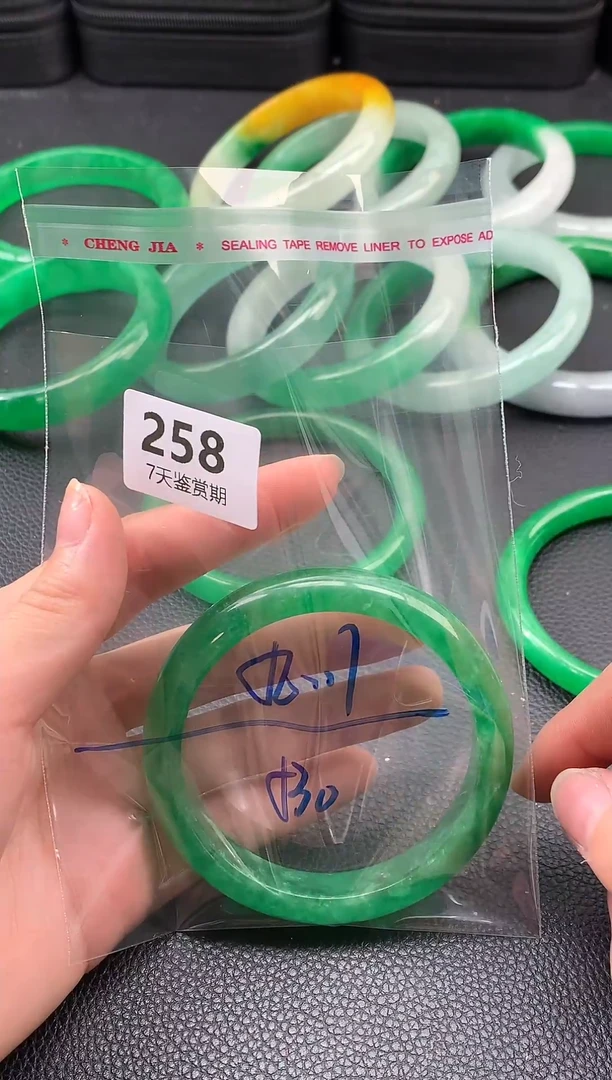 * CHENG JIA * SEALING TAPE REMOVE LINER TO EXPOSE AD
258
7天鉴赏期